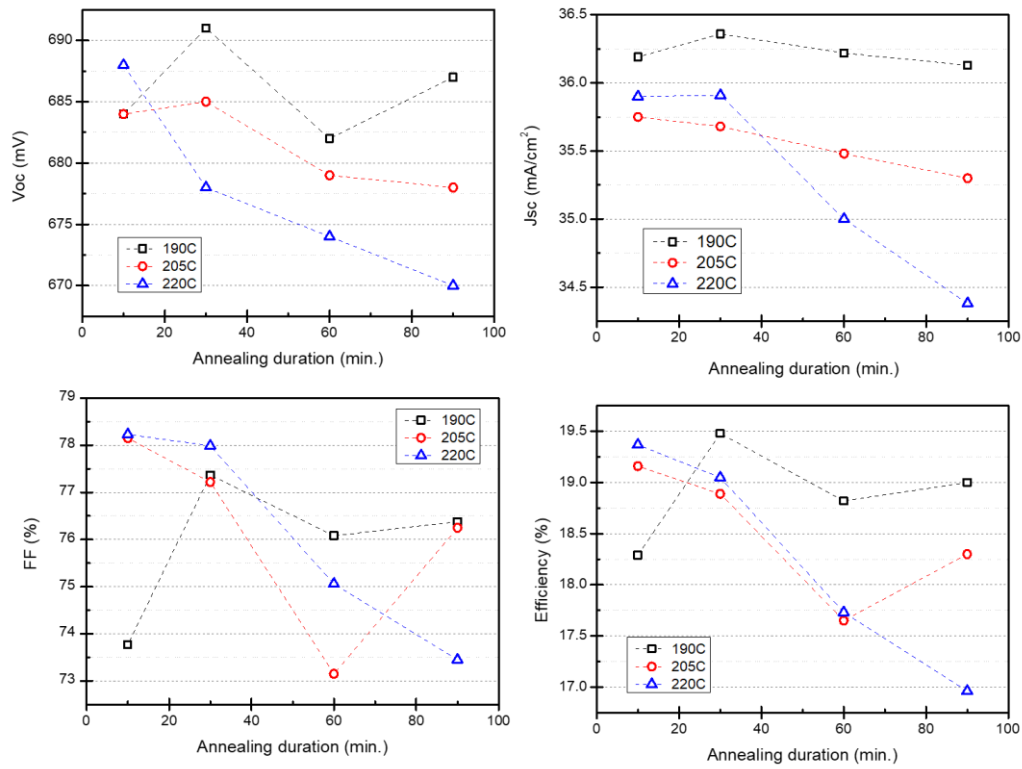 690
685
680
675
670
Voc (mV)
190C
205C
220C
0 20 40 60 80 100
Annealing duration (min.)
36.5
36.0
35.5
35.0
34.5
Jsc (mA/cm²)
190C
205C
220C
0 20 40 60 80 100
Annealing duration (min.)
79
78
77
76
75
74
73
FF (%)
190C
205C
220C
0 20 40 60 80 100
Annealing duration (min.)
19.5
19.0
18.5
18.0
17.5
17.0
Efficiency (%)
190C
205C
220C
0 20 40 60 80 100
Annealing duration (min.)